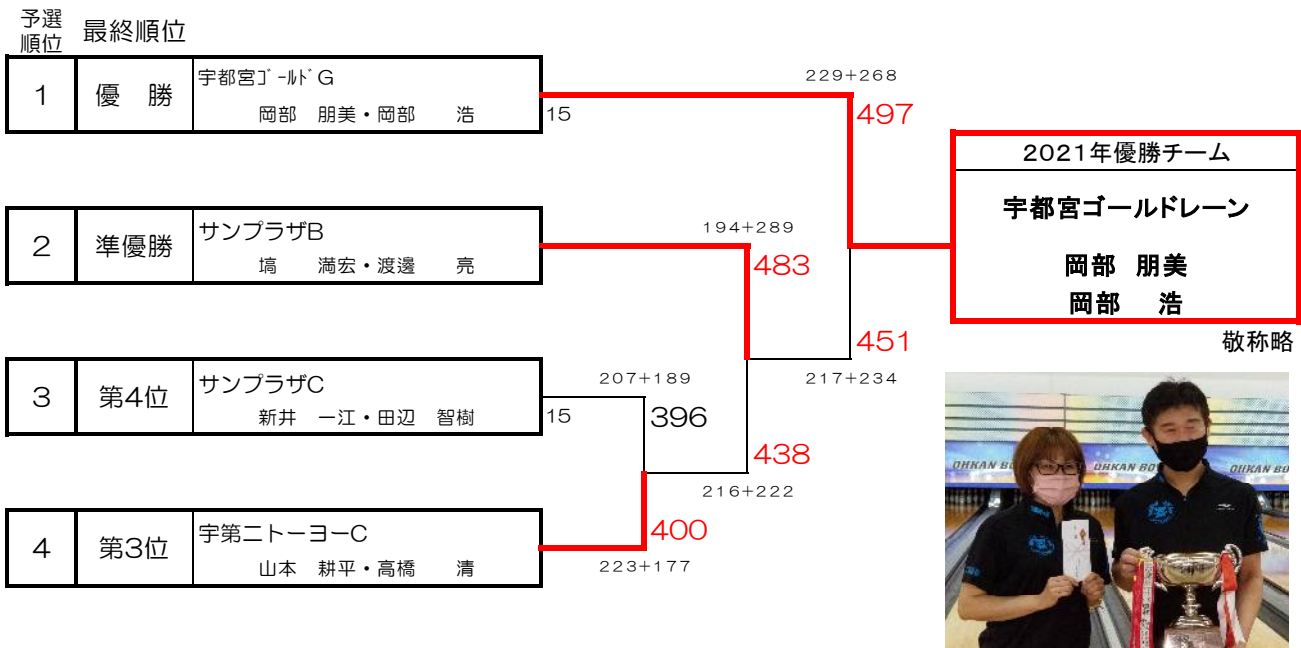 予選
順位
最終順位
1
優 勝
宇都宮ｺﾞｰﾙﾄﾞG
岡部 朋美・岡部 浩
15
229+268
497
2021年優勝チーム
宇都宮ゴールドレーン
岡部 朋美
岡部 浩
敬称略
2
準優勝
サンプラザB
塙 満宏・渡邊 亮
194+289
483
451
217+234
3
第4位
サンプラザC
新井 一江・田辺 智樹
15
207+189
396
438
216+222
4
第3位
宇第二トーヨーC
山本 耕平・高橋 清
400
223+177
OHKAN BO
OHKAN BO
OHKAN BO